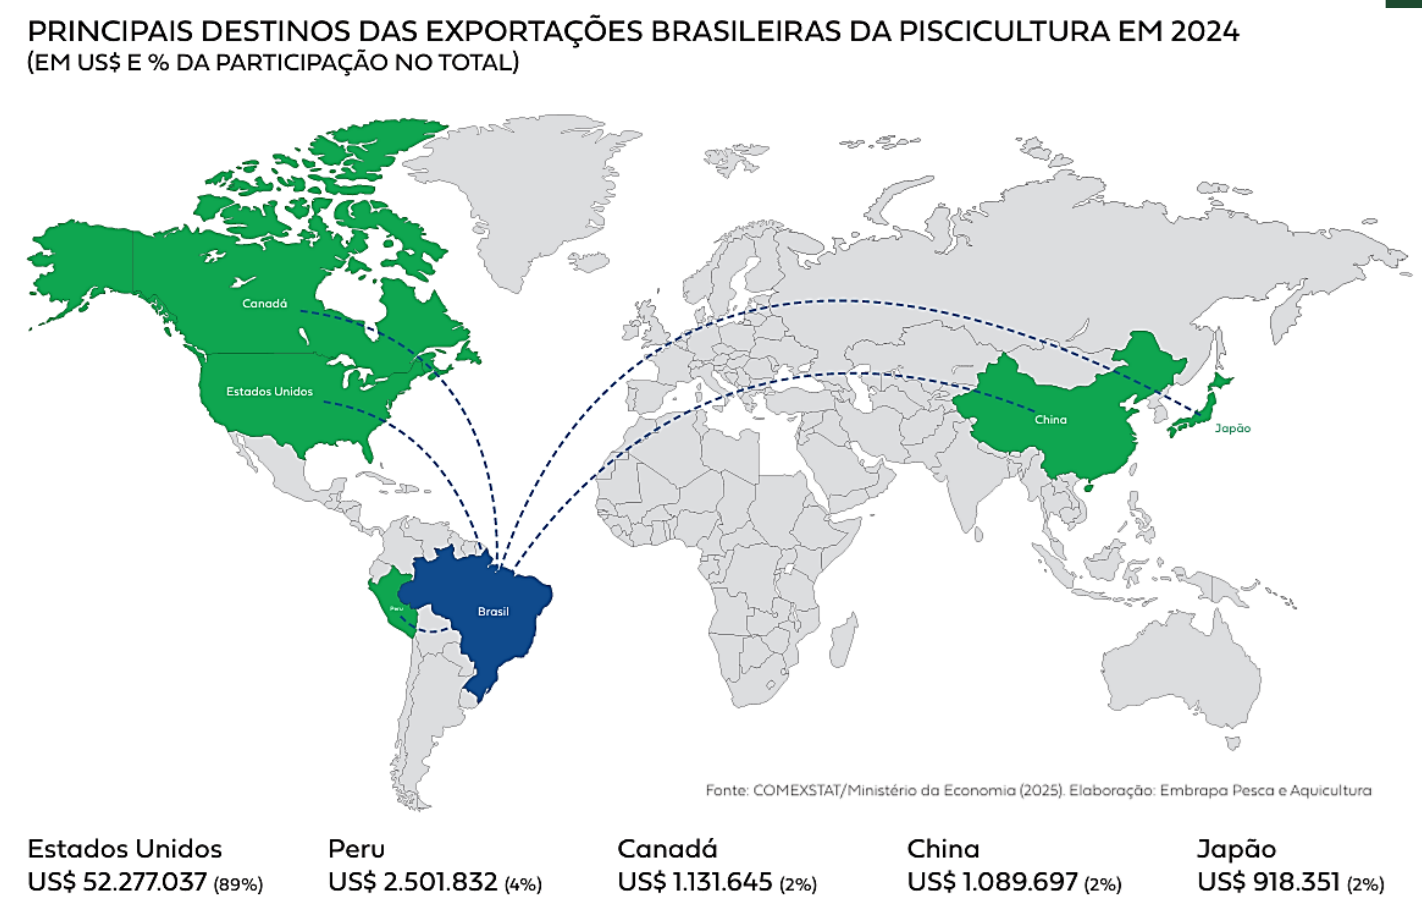 PRINCIPAIS DESTINOS DAS EXPORTAÇÕES BRASILEIRAS DA PISCICULTURA EM 2024
(EM US$ E % DA PARTICIPAÇÃO NO TOTAL)
Canadá
Estados Unidos
China
Japão
Peru
Brasil
Fonte: COMEXSTAT/Ministério da Economia (2025). Elaboração: Embrapa Pesca e Aquicultura
Estados Unidos
US$ 52.277.037 (89%)
Peru
US$ 2.501.832 (4%)
Canadá
US$ 1.131.645 (2%)
China
US$ 1.089.697 (2%)
Japão
US$ 918.351 (2%)